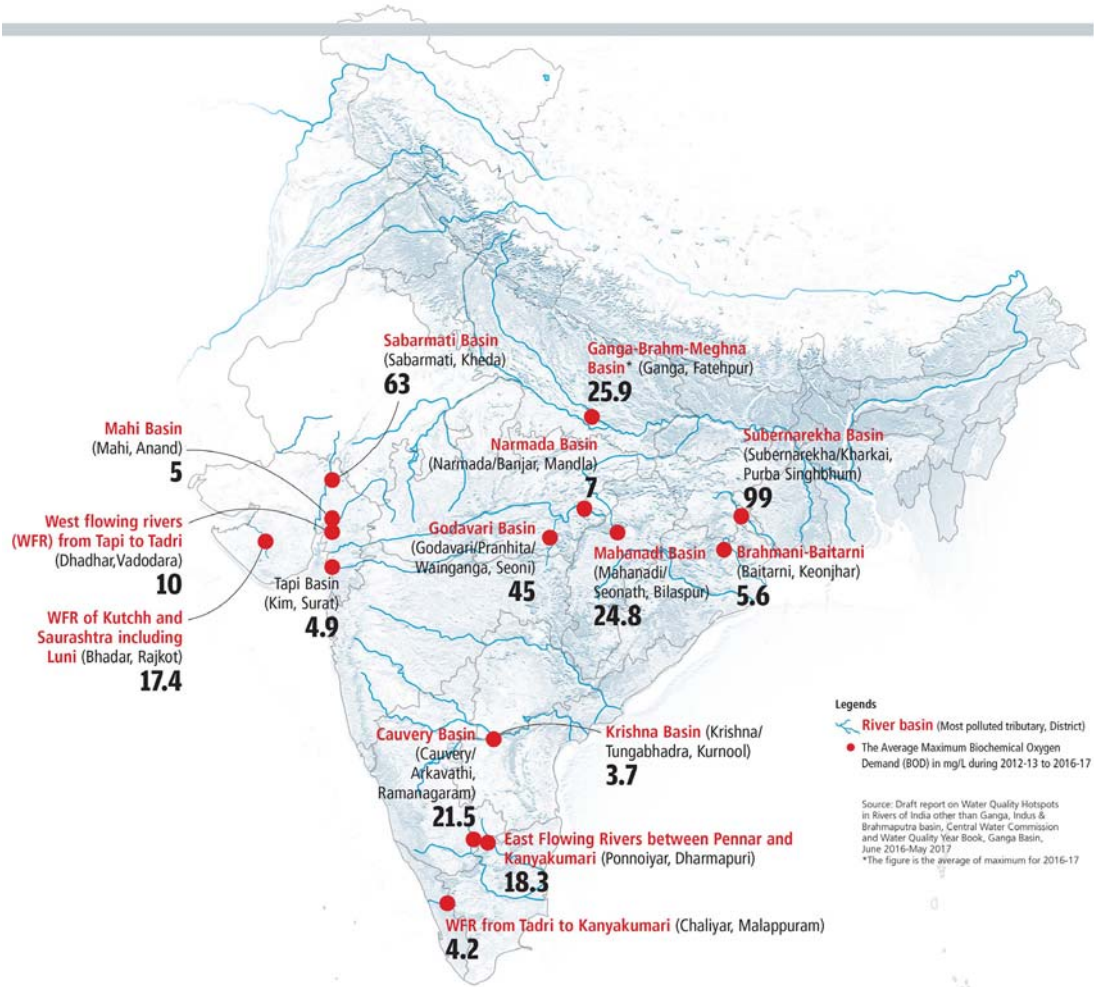 Sabarmati Basin
(Sabarmati, Kheda)
63
Ganga-Brahm-Meghna
Basin* (Ganga, Fatehpur)
25.9
Mahi Basin
(Mahi, Anand)
5
Narmada Basin
(Narmada/Banjar, Mandla)
7
Subernarekha Basin
(Subernarekha/Kharkai,
Purba Singhbhum)
99
West flowing rivers
(WFR) from Tapi to Tadri
(Dhadhar,Vadodara)
10
Godavari Basin
(Godavari/Pranhita/
Wainganga, Seoni)
45
Mahanadi Basin
(Mahanadi/
Seonath, Bilaspur)
24.8
Brahmani-Baitarni
(Baitarni, Keonjhar)
5.6
Tapi Basin
(Kim, Surat)
4.9
WFR of Kutchh and
Saurashtra including
Luni (Bhadar, Rajkot)
17.4
Cauvery Basin
(Cauvery/
Arkavathi,
Ramanagaram)
21.5
Krishna Basin (Krishna/
Tungabhadra, Kurnool)
3.7
East Flowing Rivers between Pennar and
Kanyakumari (Ponnoiyar, Dharmapuri)
18.3
WFR from Tadri to Kanyakumari (Chaliyar, Malappuram)
4.2
Legends
River basin (Most polluted tributary, District)
The Average Maximum Biochemical Oxygen
Demand (BOD) in mg/L during 2012-13 to 2016-17
Source: Draft report on Water Quality Hotspots
in Rivers of India other than Ganga, Indus &
Brahmaputra basin, Central Water Commission
and Water Quality Year Book, Ganga Basin,
June 2016-May 2017
*The figure is the average of maximum for 2016-17